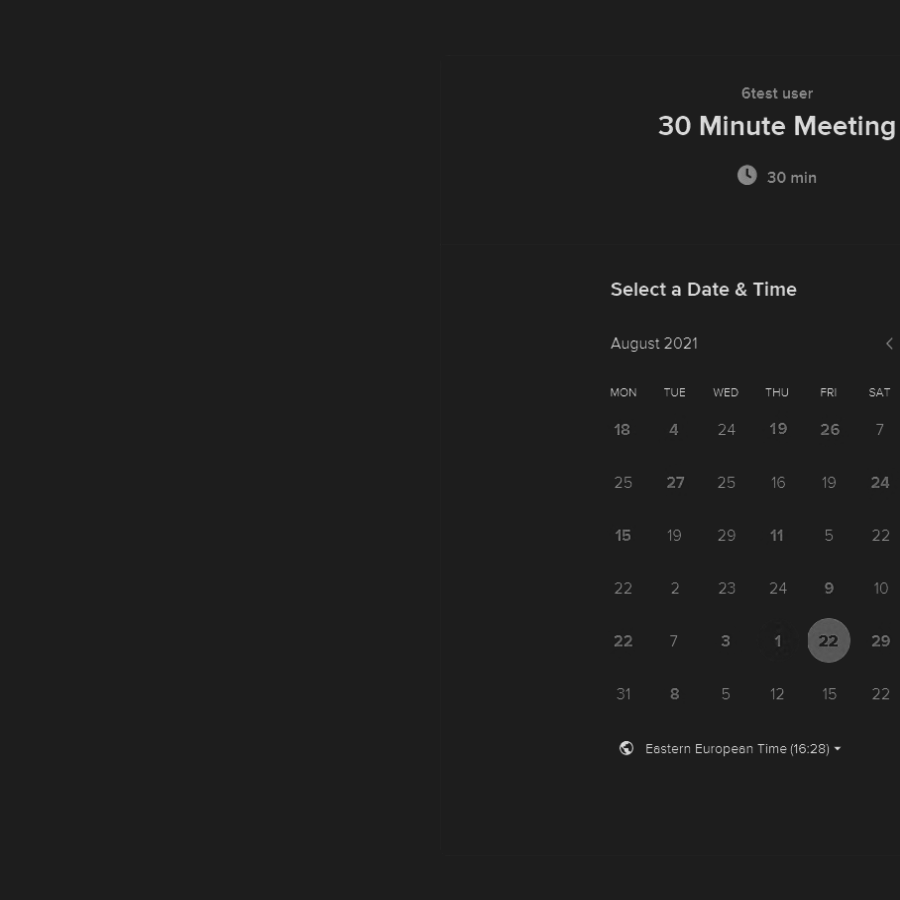 6test user
30 Minute Meeting
30 min
Select a Date & Time
August 2021
MON TUE WED THU FRI SAT
18 4 24 19 26 7
25 27 25 16 19 24
15 19 29 11 5 22
22 2 23 24 9 10
22 7 3 1 22 29
31 8 5 12 15 22
Eastern European Time (16:28)